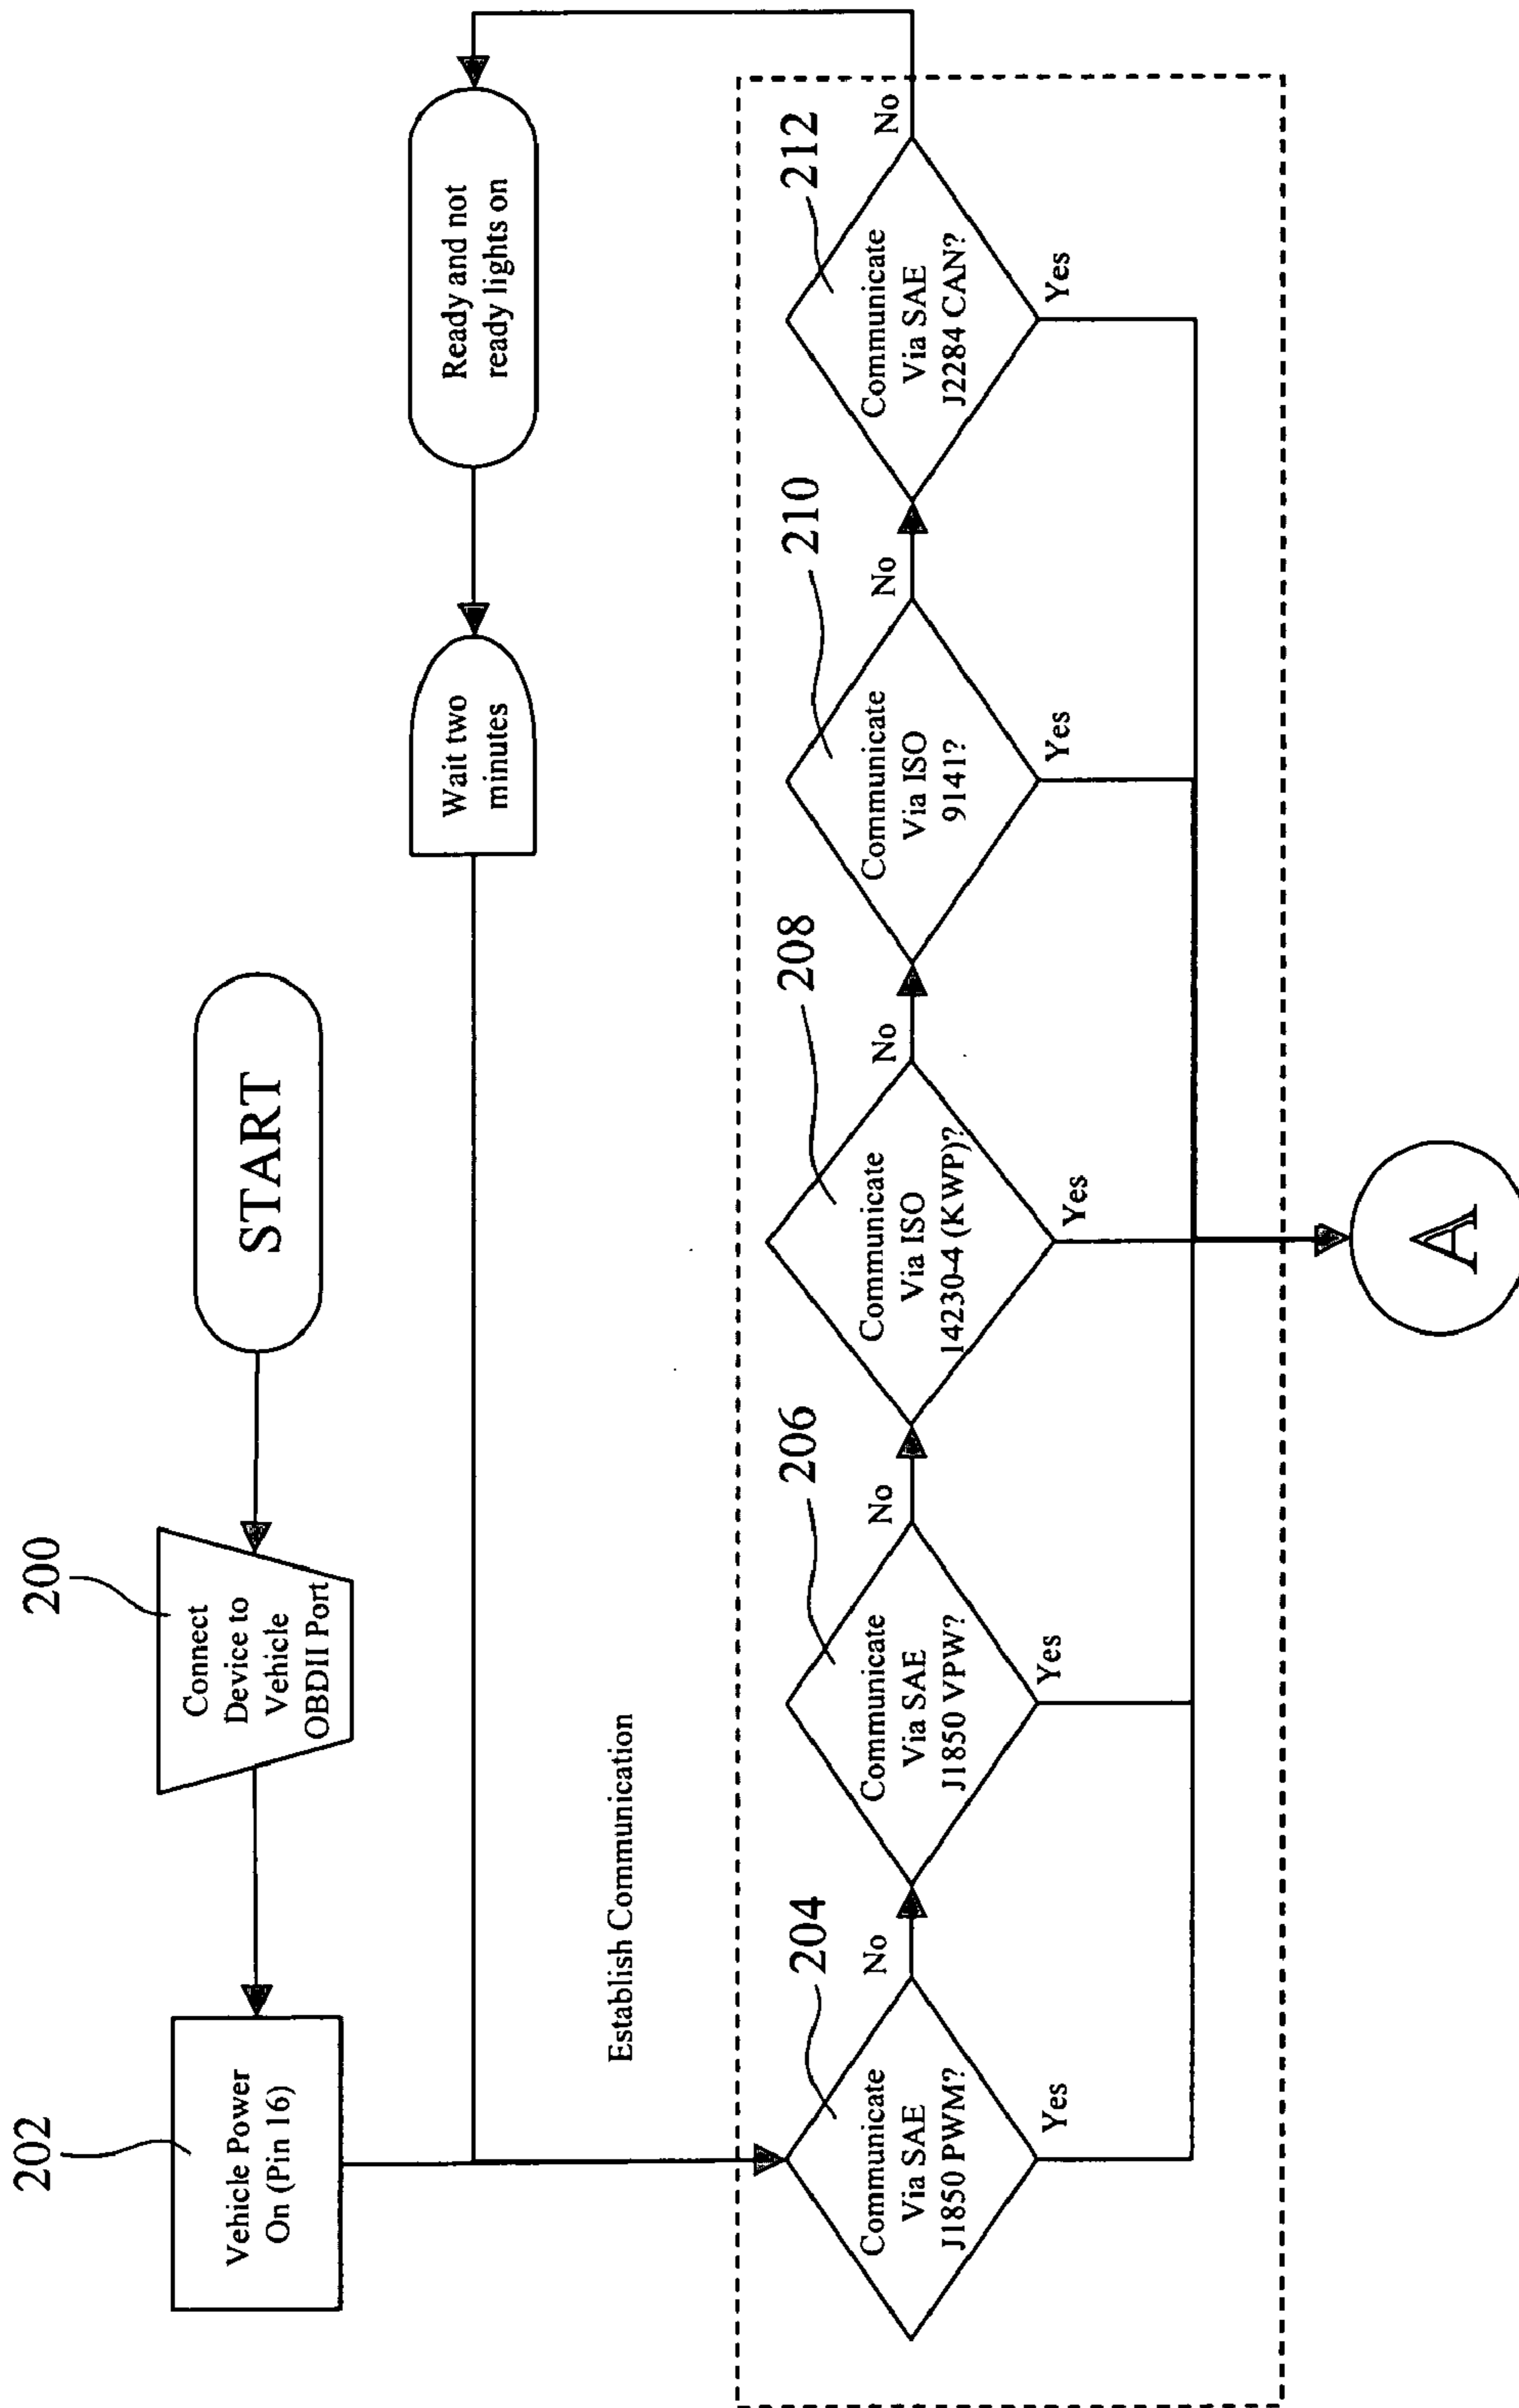 START
200
Connect
Device to
Vehicle
OBDII Port
202
Vehicle Power
On (Pin 16)
Ready and not
ready lights on
Wait two
minutes
Establish Communication
204
Communicate
Via SAE
J1850 PWM?
No
Yes
206
Communicate
Via SAE
J1850 VPW?
No
Yes
208
Communicate
Via ISO
14230-4 (KWP)?
No
Yes
210
Communicate
Via ISO
9141?
No
Yes
212
Communicate
Via SAE
J2284 CAN?
No
Yes
A